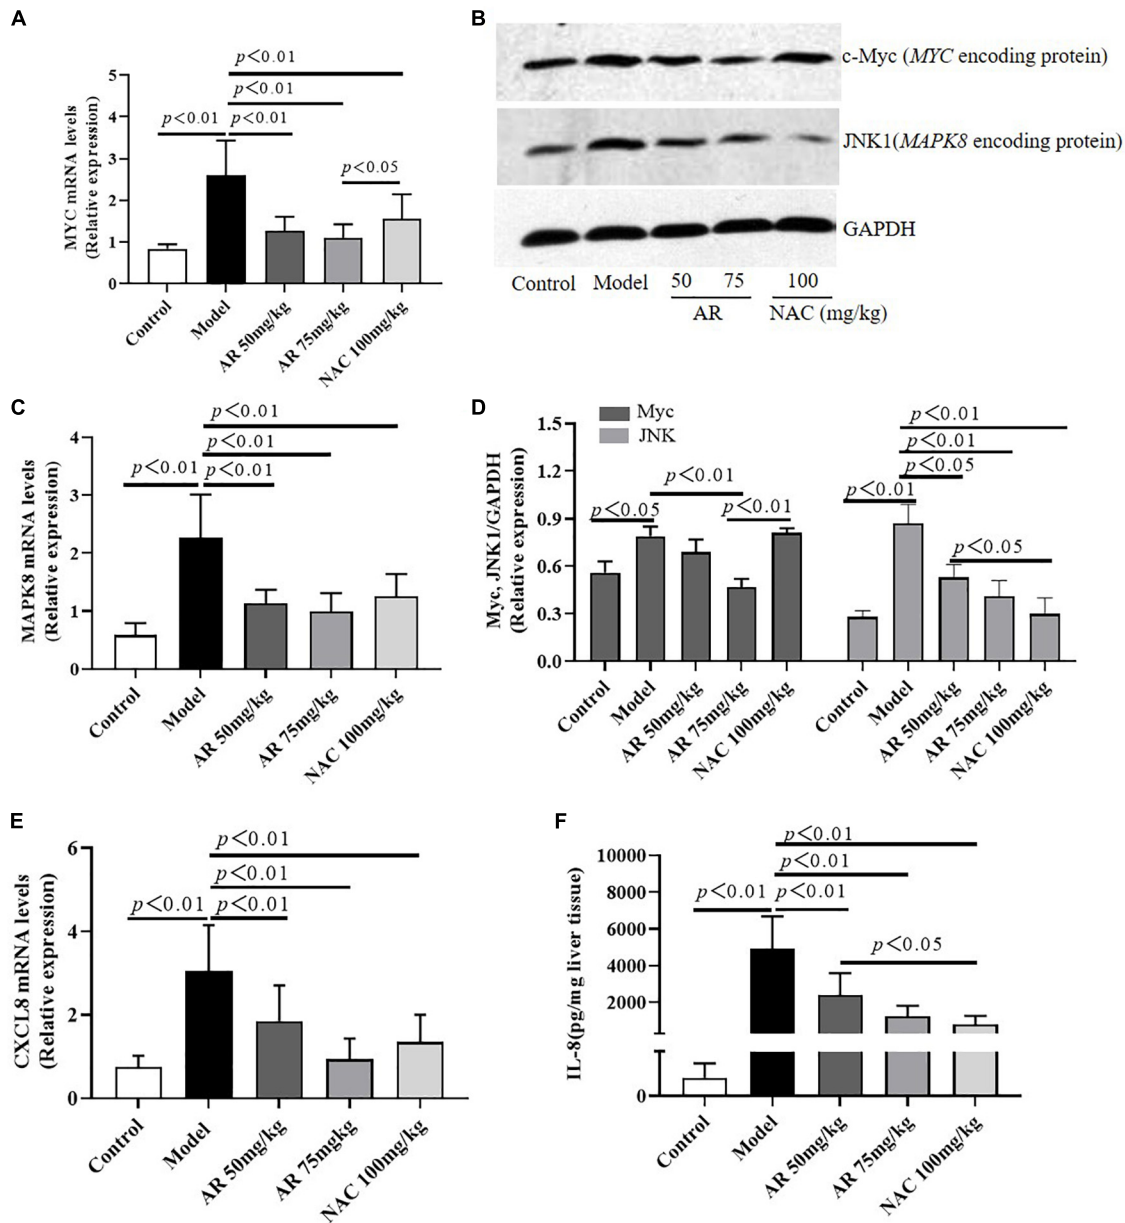 A
p<0.01
p<0.01
p<0.01 p<0.01
p<0.05
MYC mRNA levels
(Relative expression)
5
4
3
2
1
0
Control
Model
AR 50mg/kg
AR 75mg/kg
NAC 100mg/kg
B
c-Myc (MYC encoding protein)
JNK1(MAPK8 encoding protein)
GAPDH
Control Model 50 75 100
AR NAC (mg/kg)
C
p<0.01
p<0.01
p<0.01 p<0.01
MAPK8 mRNA levels
(Relative expression)
4
3
2
1
0
Control
Model
AR 50mg/kg
AR 75mg/kg
NAC 100mg/kg
D
Myc
JNK
p<0.01
p<0.01
p<0.05
p<0.01
p<0.01
p<0.05
p<0.01
p<0.05
Myc, JNK1/GAPDH
(Relative expression)
1.5
1.2
0.9
0.6
0.3
0.0
Control
Model
AR 50mg/kg
AR 75mg/kg
NAC 100mg/kg
Control
Model
AR 50mg/kg
AR 75mg/kg
NAC 100mg/kg
E
p<0.01
p<0.01
p<0.01 p<0.01
CXCL8 mRNA levels
(Relative expression)
6
4
2
0
Control
Model
AR 50mg/kg
AR 75mgkg
NAC 100mg/kg
F
p<0.01
p<0.01
p<0.01 p<0.01
p<0.05
IL-8(pg/mg liver tissue)
10000
8000
6000
4000
2000
0
Control
Model
AR 50mg/kg
AR 75mg/kg
NAC 100mg/kg